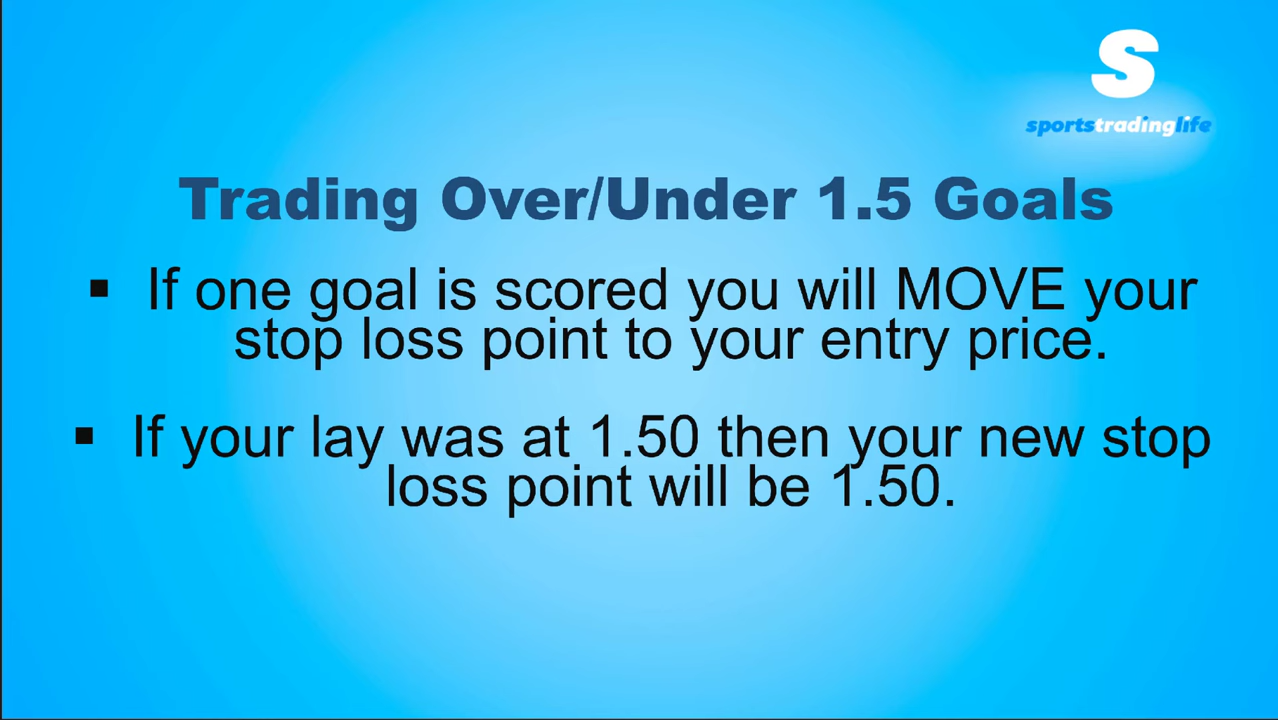 S
sportstradinglife
Trading Over/Under 1.5 Goals
▪ If one goal is scored you will MOVE your
stop loss point to your entry price.
▪ If your lay was at 1.50 then your new stop
loss point will be 1.50.